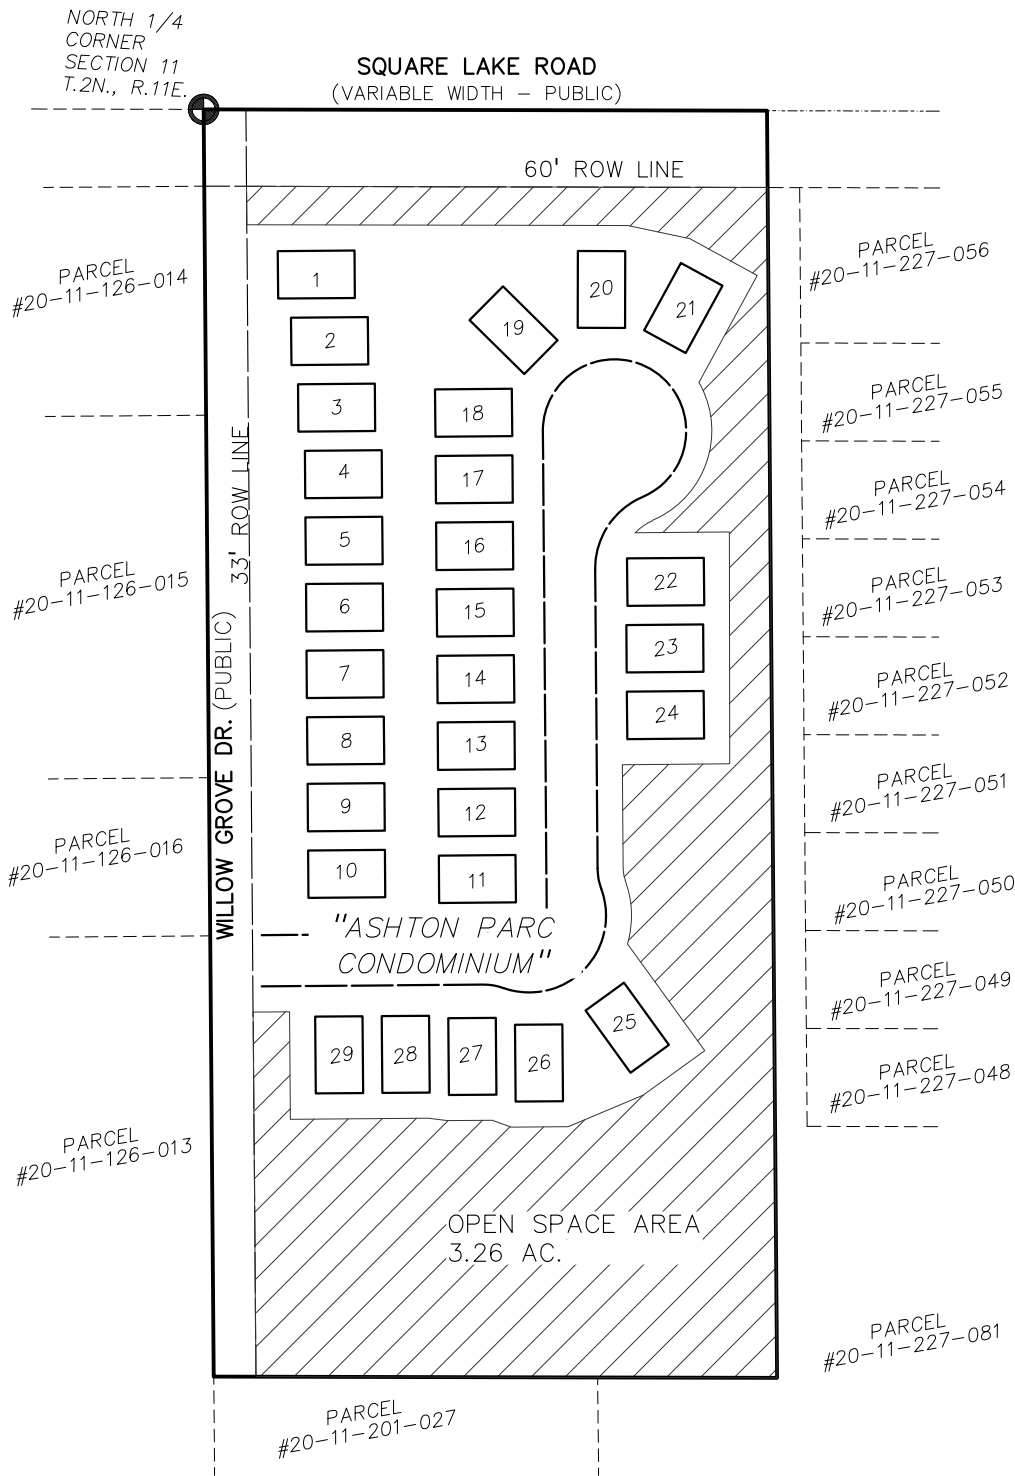 NORTH 1/4
CORNER
SECTION 11
T.2N., R.11E.
SQUARE LAKE ROAD
(VARIABLE WIDTH – PUBLIC)
60' ROW LINE
PARCEL
#20-11-126-014
PARCEL
#20-11-126-015
PARCEL
#20-11-126-016
PARCEL
#20-11-126-013
33' ROW LINE
WILLOW GROVE DR. (PUBLIC)
1
2
3
4
5
6
7
8
9
10
11
12
13
14
15
16
17
18
19
20
21
22
23
24
25
26
27
28
29
"ASHTON PARC
CONDOMINIUM"
OPEN SPACE AREA
3.26 AC.
PARCEL
#20-11-227-056
PARCEL
#20-11-227-055
PARCEL
#20-11-227-054
PARCEL
#20-11-227-053
PARCEL
#20-11-227-052
PARCEL
#20-11-227-051
PARCEL
#20-11-227-050
PARCEL
#20-11-227-049
PARCEL
#20-11-227-048
PARCEL
#20-11-227-081
PARCEL
#20-11-201-027